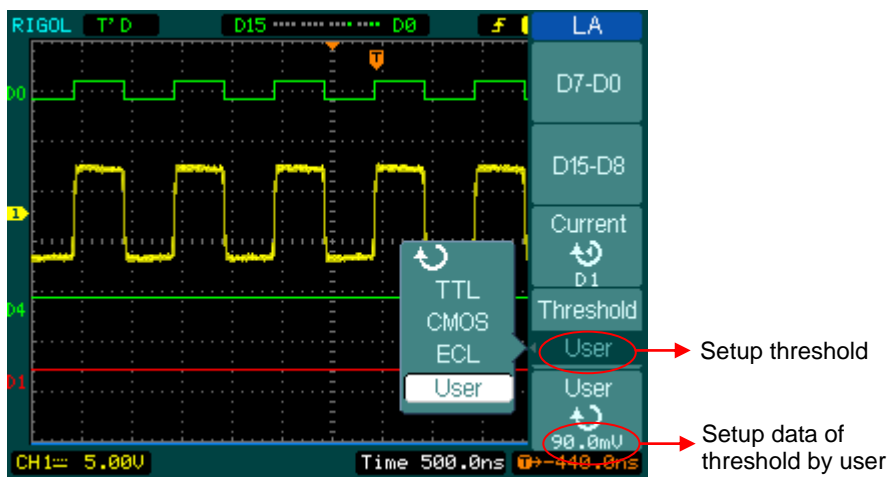 RIGOL T'D D15 D0 LA
D7-D0
D0
D15-D8
1
Current
D1
TTL
CMOS
ECL
User
Threshold
User
Setup threshold
D4
D1
User
90.0mV
Setup data of
threshold by user
CH1 5.00V Time 500.0ns T→-440.0ns
T